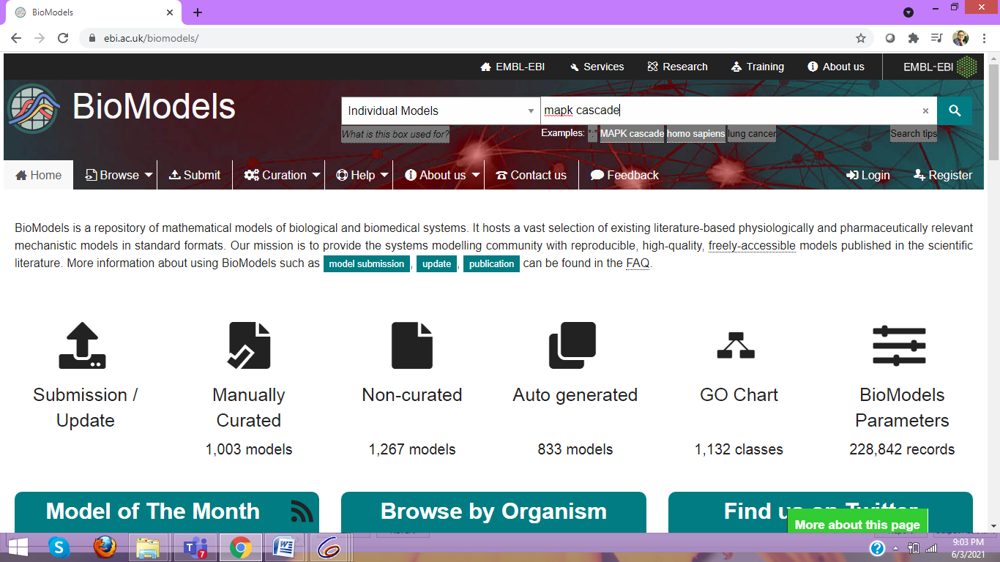 BioModels
ebi.ac.uk/biomodels/
EMBL-EBI Services Research Training About us EMBL-EBI
BioModels
Individual Models mapk cascade
What is this box used for? Examples: *:* MAPK cascade homo sapiens lung cancer Search tips
Home Browse Submit Curation Help About us Contact us Feedback Login Register
BioModels is a repository of mathematical models of biological and biomedical systems. It hosts a vast selection of existing literature-based physiologically and pharmaceutically relevant
mechanistic models in standard formats. Our mission is to provide the systems modelling community with reproducible, high-quality, freely-accessible models published in the scientific
literature. More information about using BioModels such as model submission, update, publication can be found in the FAQ.
Submission /
Update
Manually
Curated
1,003 models
Non-curated
1,267 models
Auto generated
833 models
GO Chart
1,132 classes
BioModels
Parameters
228,842 records
Model of The Month
Browse by Organism
Find us on Twitter
More about this page
7
9:03 PM
6/3/2021